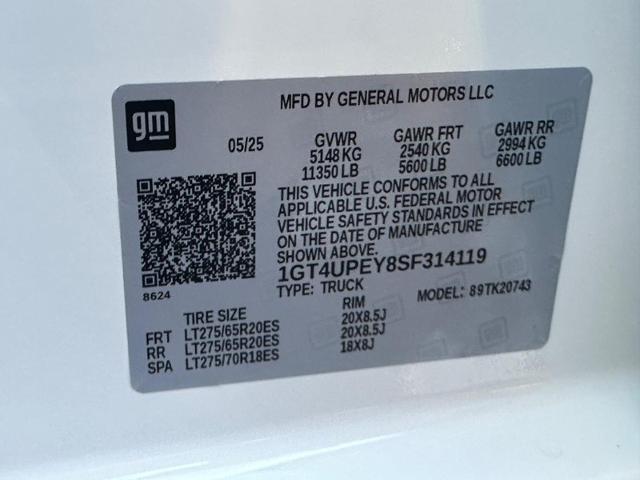 MFD BY GENERAL MOTORS LLC
gm
05/25 GVWR GAWR FRT GAWR RR
5148 KG 2540 KG 2994 KG
11350 LB 5600 LB 6600 LB
THIS VEHICLE CONFORMS TO ALL
APPLICABLE U.S. FEDERAL MOTOR
VEHICLE SAFETY STANDARDS IN EFFECT
ON THE DATE OF MANUFACTURE
SHOWN ABOVE.
1GT4UPEY8SF314119
8624
TYPE: TRUCK MODEL: 89TK20743
TIRE SIZE RIM
FRT LT275/65R20ES 20X8.5J
RR LT275/65R20ES 20X8.5J
SPA LT275/70R18ES 18X8J